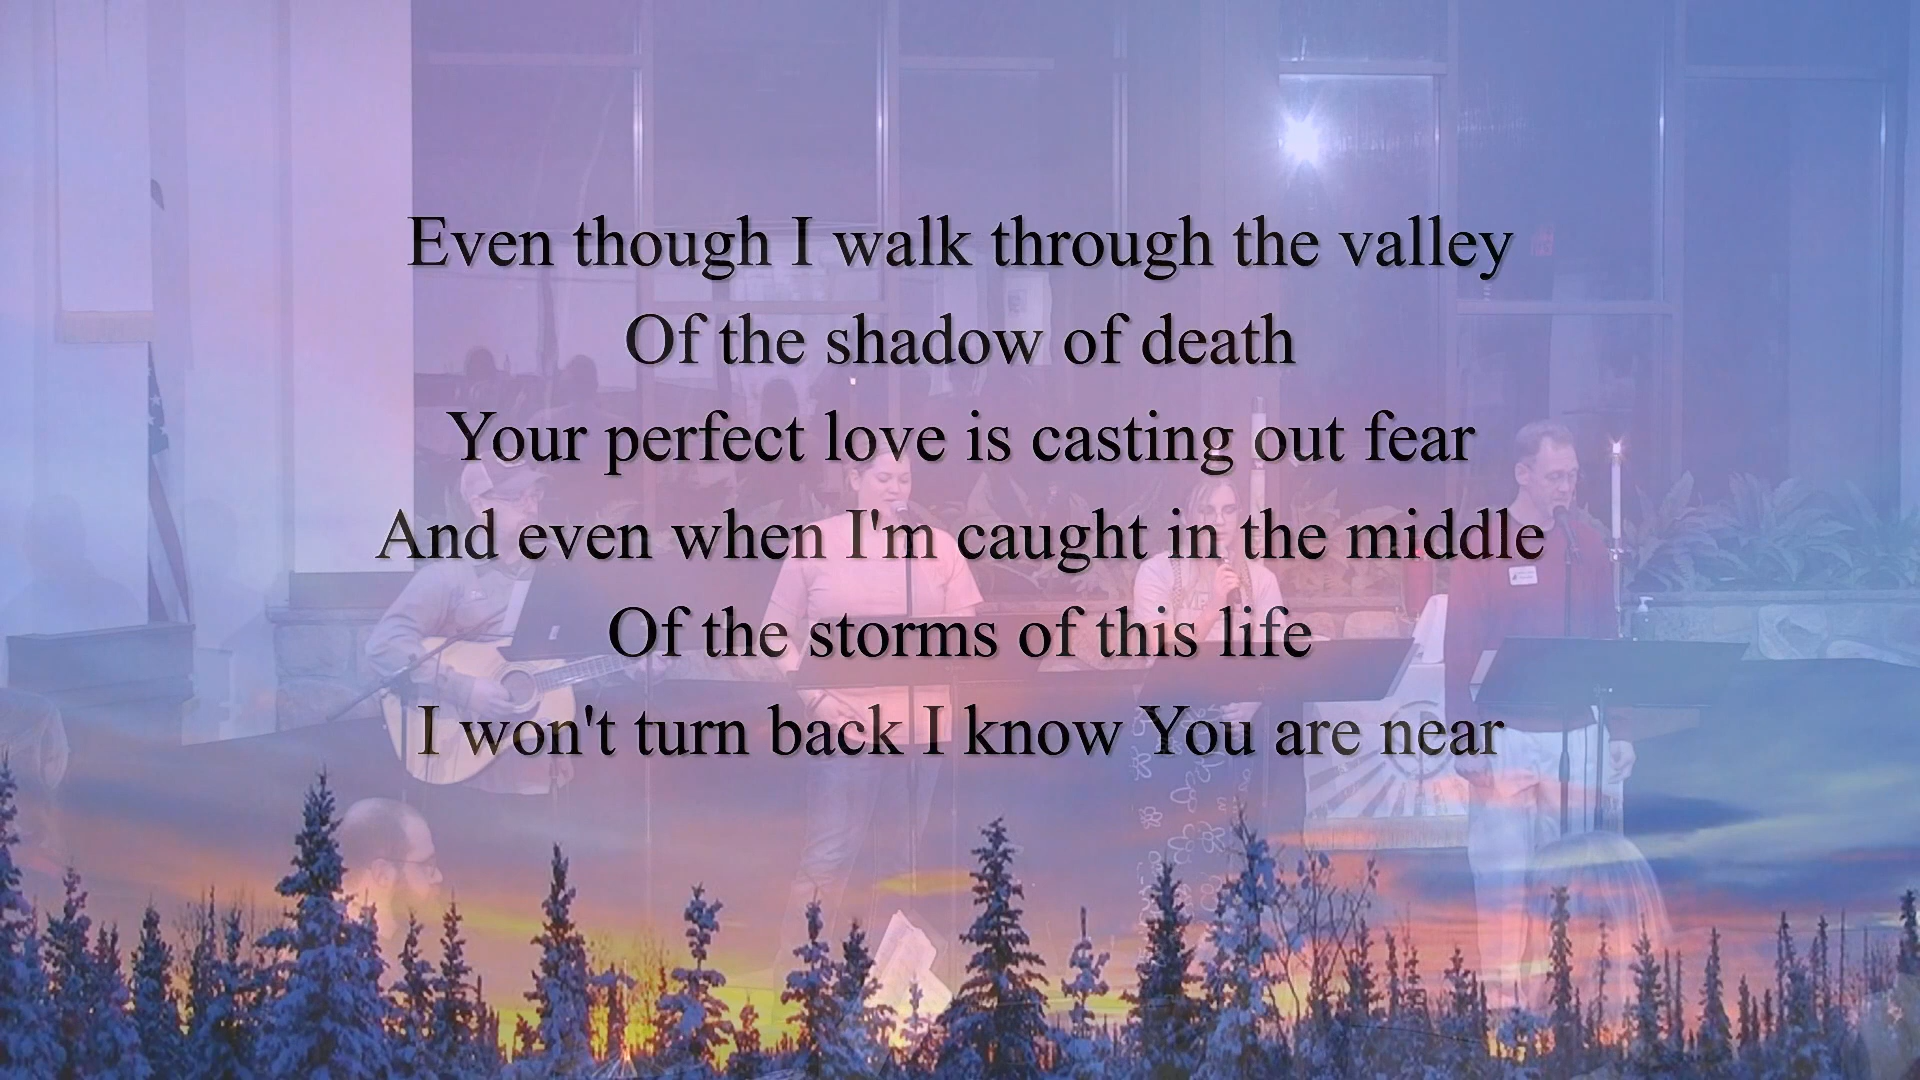 Even though I walk through the valley
Of the shadow of death
Your perfect love is casting out fear
And even when I'm caught in the middle
Of the storms of this life
I won't turn back I know You are near